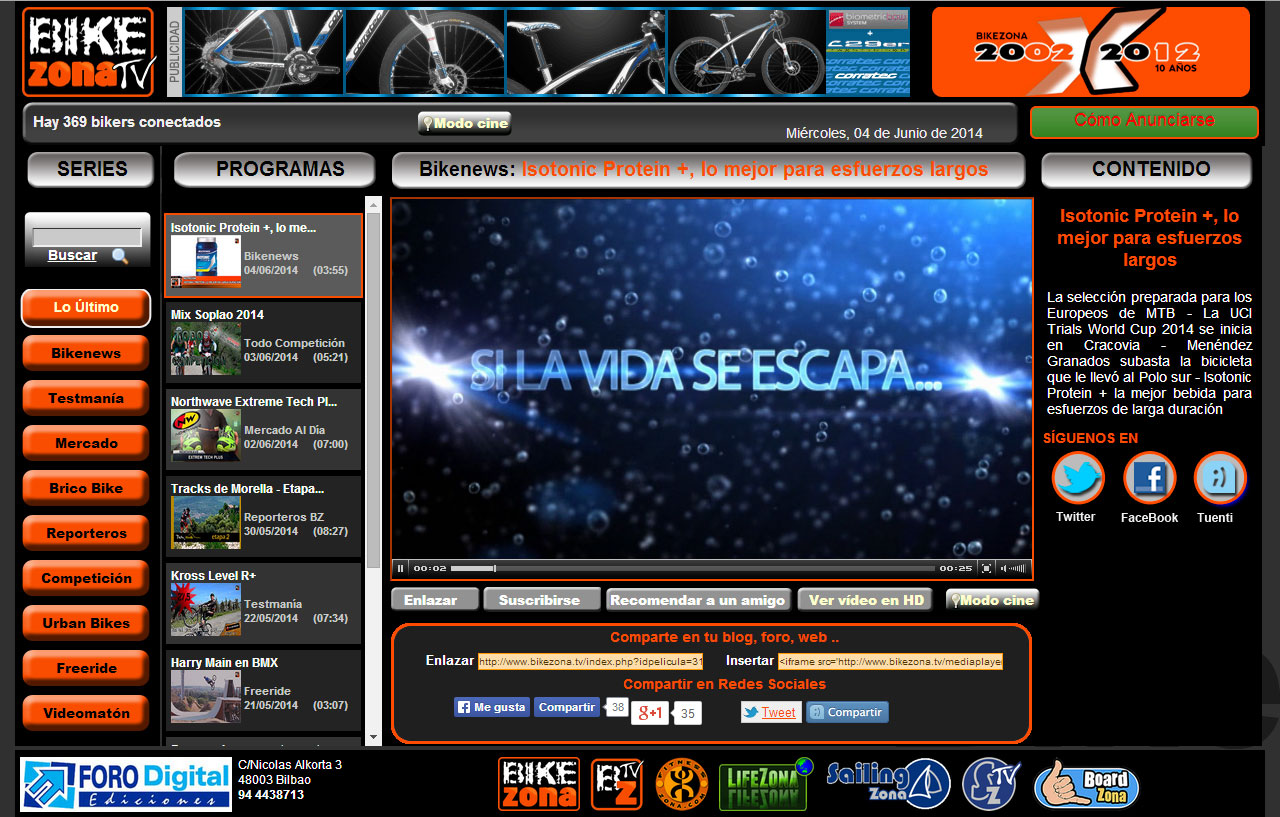 BIKE
zonaTV
PUBLICIDAD
biometric
SYSTEM
+
C29er
corratec
BIKEZONA
2002 X 2012
10 AÑOS
Hay 369 bikers conectados
Modo cine
Miércoles, 04 de Junio de 2014
Cómo Anunciarse
SERIES
PROGRAMAS
Bikenews: Isotonic Protein +, lo mejor para esfuerzos largos
CONTENIDO
Buscar
Lo Último
Bikenews
Testmanía
Mercado
Brico Bike
Reporteros
Competición
Urban Bikes
Freeride
Videomatón
Isotonic Protein +, lo me...
Bikenews
04/06/2014 (03:55)
Mix Soplao 2014
Todo Competición
03/06/2014 (05:21)
Northwave Extreme Tech Pl...
New
EXTREM TECH PLUS
Mercado Al Día
02/06/2014 (07:00)
Tracks de Morella - Etapa...
etapa 2
Reporteros BZ
30/05/2014 (08:27)
Kross Level R+
Testmanía
22/05/2014 (07:34)
Harry Main en BMX
Freeride
21/05/2014 (03:07)
SI LA VIDA SE ESCAPA...
00:02
00:25
Enlazar
Suscribirse
Recomendar a un amigo
Ver vídeo en HD
Modo cine
Comparte en tu blog, foro, web ..
Enlazar http://www.bikezona.tv/index.php?idpelicula=31
Insertar <iframe src='http://www.bikezona.tv/mediaplaye
Compartir en Redes Sociales
Me gusta
Compartir
38
g+1
35
Tweet
Compartir
Isotonic Protein +, lo
mejor para esfuerzos
largos
La selección preparada para los
Europeos de MTB - La UCI
Trials World Cup 2014 se inicia
en Cracovia - Menéndez
Granados subasta la bicicleta
que le llevó al Polo sur - Isotonic
Protein + la mejor bebida para
esfuerzos de larga duración
SÍGUENOS EN
Twitter
FaceBook
Tuenti
FORO Digital
Ediciones
C/Nicolas Alkorta 3
48003 Bilbao
94 4438713
BIKE
zona
BTV
Z
FITNESS
ZONA.COM
LIFEZONA
Sailing
Zona
STV
Z
Board
Zona